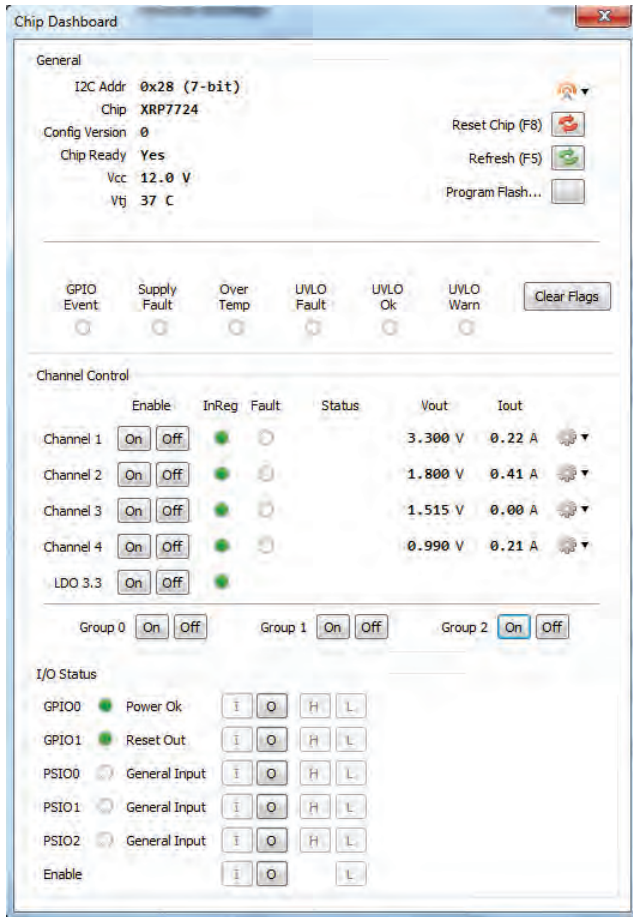 Chip Dashboard
General
I2C Addr 0x28 (7-bit)
Chip XRP7724
Reset Chip (F8)
Config Version 0
Chip Ready Yes
Refresh (F5)
Vcc 12.0 V
Program Flash...
Vtj 37 C
GPIO Event Supply Fault Over Temp UVLO Fault UVLO Ok UVLO Warn Clear Flags
Channel Control
Enable InReg Fault Status Vout Iout
Channel 1 On Off 3.300 V 0.22 A
Channel 2 On Off 1.800 V 0.41 A
Channel 3 On Off 1.515 V 0.00 A
Channel 4 On Off 0.990 V 0.21 A
LDO 3.3 On Off
Group 0 On Off Group 1 On Off Group 2 On Off
I/O Status
GPIO0 Power Ok I O H L
GPIO1 Reset Out I O H L
PSIO0 General Input I O H L
PSIO1 General Input I O H L
PSIO2 General Input I O H L
Enable I O L